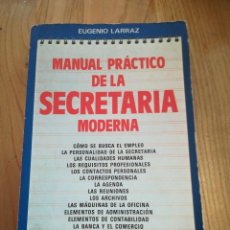 EUGENIO LARRAZ
MANUAL PRÁCTICO
DE LA
SECRETARIA
MODERNA
CÓMO SE BUSCA EL EMPLEO
LA PERSONALIDAD DE LA SECRETARIA
LAS CUALIDADES HUMANAS
LOS REQUISITOS PROFESIONALES
LOS CONTACTOS PERSONALES
LA CORRESPONDENCIA
LA AGENDA
LAS REUNIONES
LOS ARCHIVOS
LAS MÁQUINAS DE LA OFICINA
ELEMENTOS DE ADMINISTRACIÓN
ELEMENTOS DE CONTABILIDAD
LA BANCA Y EL COMERCIO